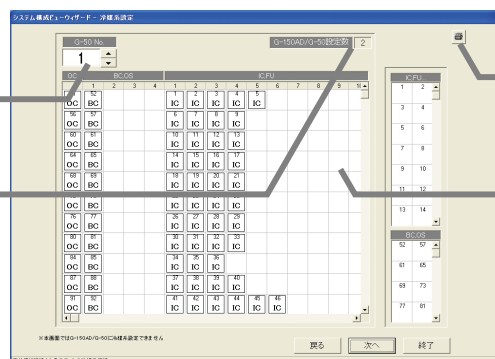 システム構成ビューウィザード - 冷媒系設定
G-50 No.
1
G-150AD/G-50設定数 2
OC BC,OS IC,FU
1 2 3 4 1 2 3 4 5 6 7 8 9
52 1 2 3 4 5
OC BC IC IC IC IC IC
56 57 6 7 8 9
OC BC IC IC IC IC
60 61 10 11 12 13
OC BC IC IC IC IC
64 65 14 15 16 17
OC BC IC IC IC IC
68 69 18 19 20 21
OC BC IC IC IC IC
OC BC IC IC IC IC
76 77 26 27 28 29
OC BC IC IC IC IC
80 81 30 31 32 33
OC BC IC IC IC IC
84 85 34 35 36
OC BC IC IC IC
87 88 37 38 39 40
OC BC IC IC IC IC
91 92 41 42 43 44 45 46
OC BC IC IC IC IC IC IC
IC,FU
1 2
3 4
5 6
7 8
9 10
11 12
13 14
BC,OS
52 57
61 65
69 73
77 81
※本画面ではG-150AD/G-50に冷媒系設定できません
戻る 次へ 終了